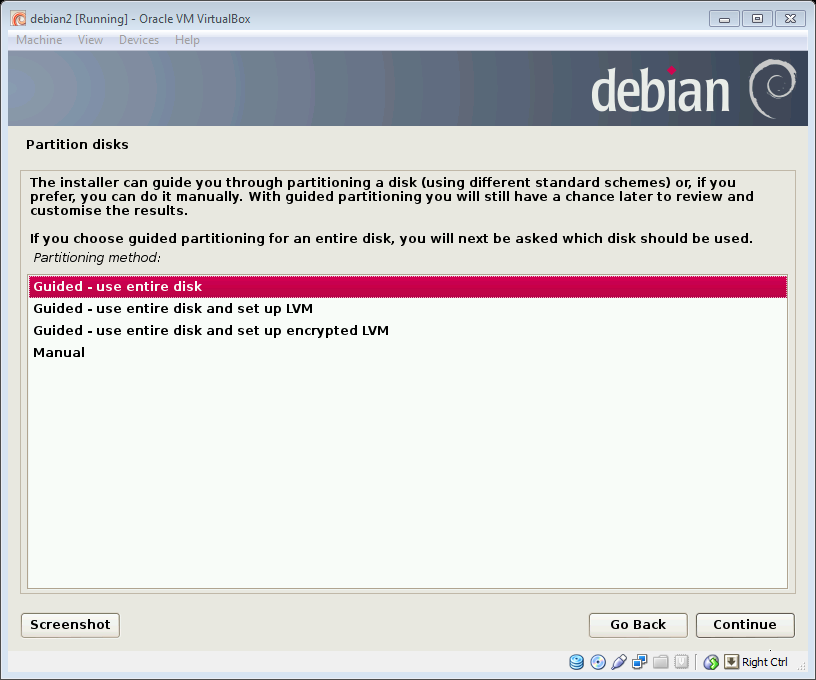 debian2 [Running] - Oracle VM VirtualBox
Machine View Devices Help
debian
Partition disks
The installer can guide you through partitioning a disk (using different standard schemes) or, if you
prefer, you can do it manually. With guided partitioning you will still have a chance later to review and
customise the results.
If you choose guided partitioning for an entire disk, you will next be asked which disk should be used.
Partitioning method:
Guided - use entire disk
Guided - use entire disk and set up LVM
Guided - use entire disk and set up encrypted LVM
Manual
Screenshot Go Back Continue
Right Ctrl